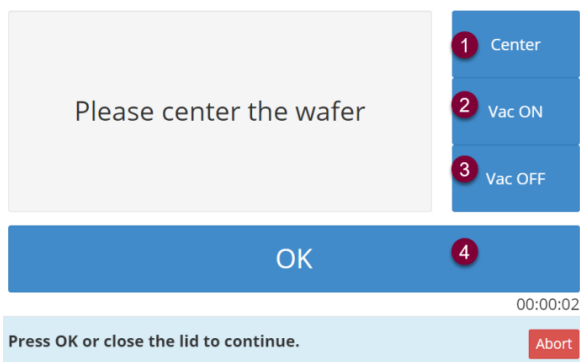 Please center the wafer
1 Center
2 Vac ON
3 Vac OFF
OK 4
00:00:02
Press OK or close the lid to continue.
Abort